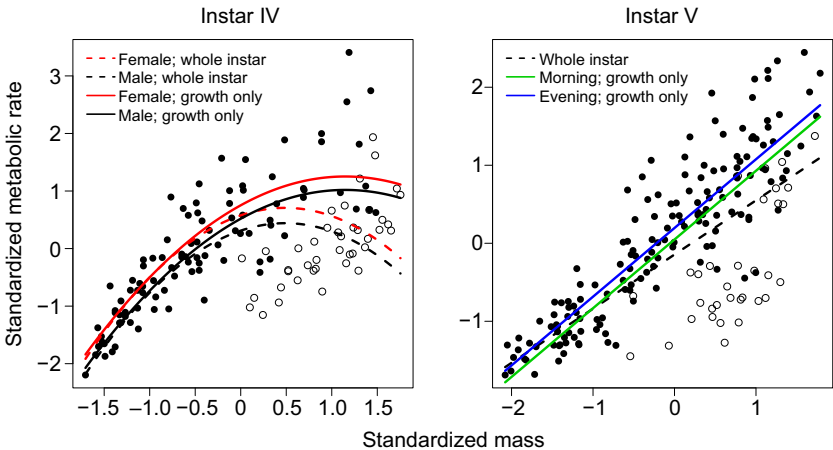 Instar IV
Instar V
Female; whole instar
Male; whole instar
Female; growth only
Male; growth only
Whole instar
Morning; growth only
Evening; growth only
Standardized metabolic rate
3
2
1
0
−1
−2
2
1
0
−1
−1.5 −1.0 −0.5 0 0.5 1.0 1.5
−2 −1 0 1
Standardized mass